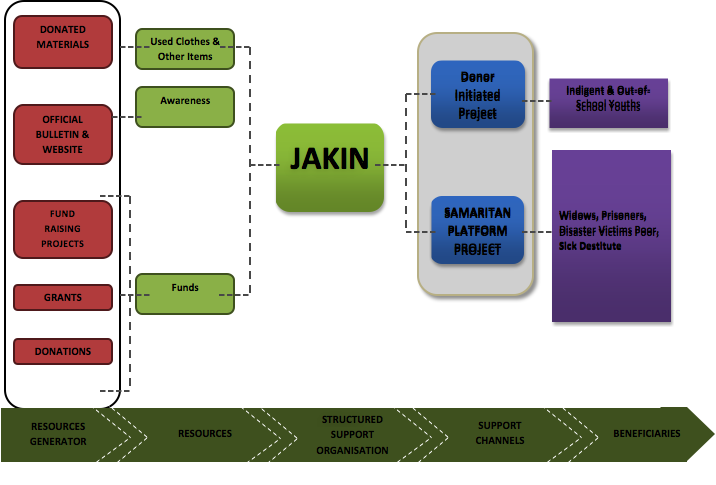 DONATED
MATERIALS
OFFICIAL
BULLETIN &
WEBSITE
FUND
RAISING
PROJECTS
GRANTS
DONATIONS
Used Clothes &
Other Items
Awareness
Funds
JAKIN
Donor
Initiated
Project
SAMARITAN
PLATFORM
PROJECT
Indigent & Out-of-
School Youths
Widows, Prisoners,
Disaster Victims Poor,
Sick Destitute
RESOURCES
GENERATOR
RESOURCES
STRUCTURED
SUPPORT
ORGANISATION
SUPPORT
CHANNELS
BENEFICIARIES